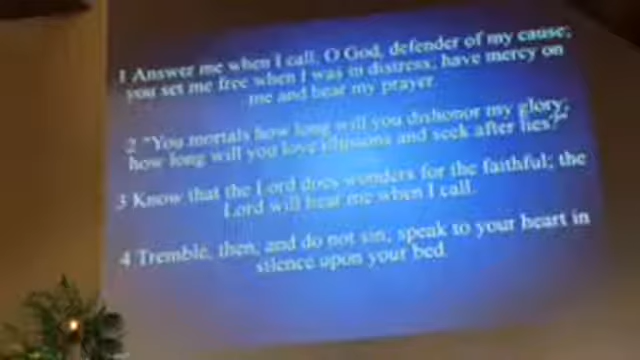 1 Answer me when I call, O God, defender of my cause;
you set me free when I was in distress; have mercy on
me and hear my prayer.
2 "You mortals how long will you dishonor my glory;
how long will you love illusions and seek after lies?"
3 Know that the Lord does wonders for the faithful; the
Lord will hear me when I call.
4 Tremble, then, and do not sin, speak to your heart in
silence upon your bed.